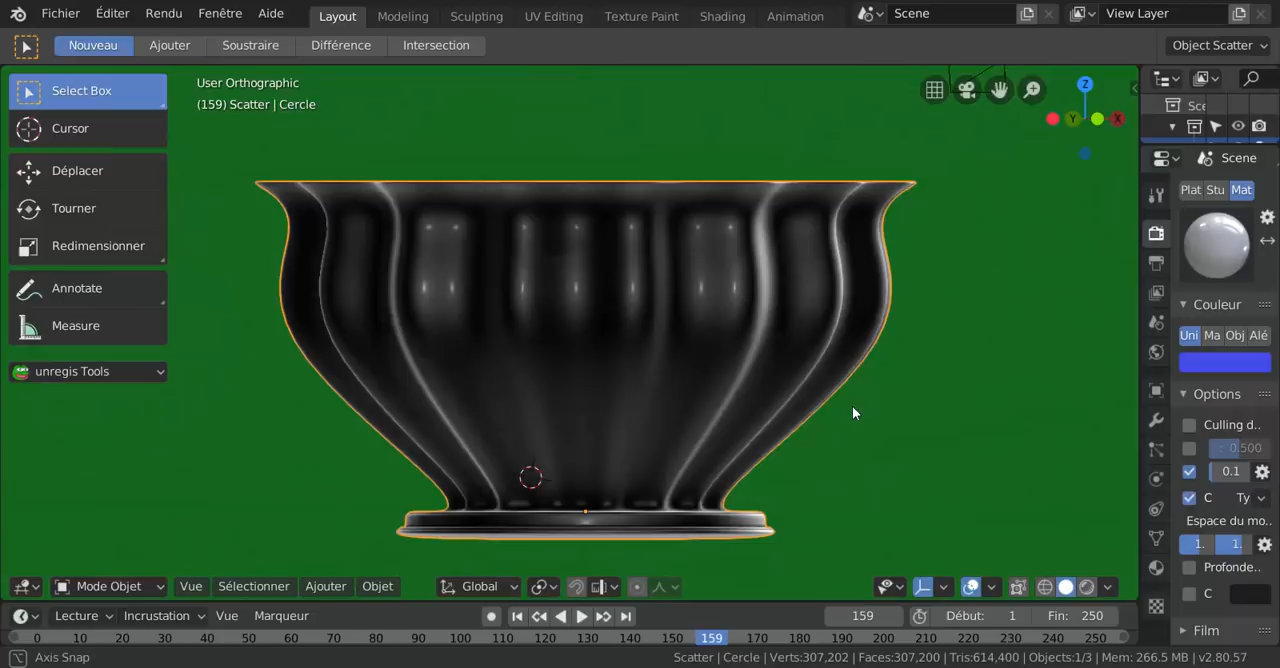 Fichier Éditer Rendu Fenêtre Aide Layout Modeling Sculpting UV Editing Texture Paint Shading Animation Scene View Layer
Nouveau Ajouter Soustraire Différence Intersection Object Scatter
Select Box
Cursor
Déplacer
Tourner
Redimensionner
Annotate
Measure
unregis Tools
User Orthographic
(159) Scatter | Cercle
Z
Y X
Sce
Scene
Plat Stu Mat
Couleur
Uni Ma Obj Alé
Options
Culling d..
: 0.500
0.1
C Ty
Espace du mo..
1. 1.
Profonde..
C
Film
Mode Objet Vue Sélectionner Ajouter Objet Global
Lecture Incrustation Vue Marqueur 159 Début: 1 Fin: 250
0 10 20 30 40 50 60 70 80 90 100 110 120 130 140 150 159 170 180 190 200 210 220 230 240 250
Axis Snap Scatter | Cercle | Verts:307,202 | Faces:307,200 | Tris:614,400 | Objects:1/3 | Mem: 266.5 MB | v2.80.57